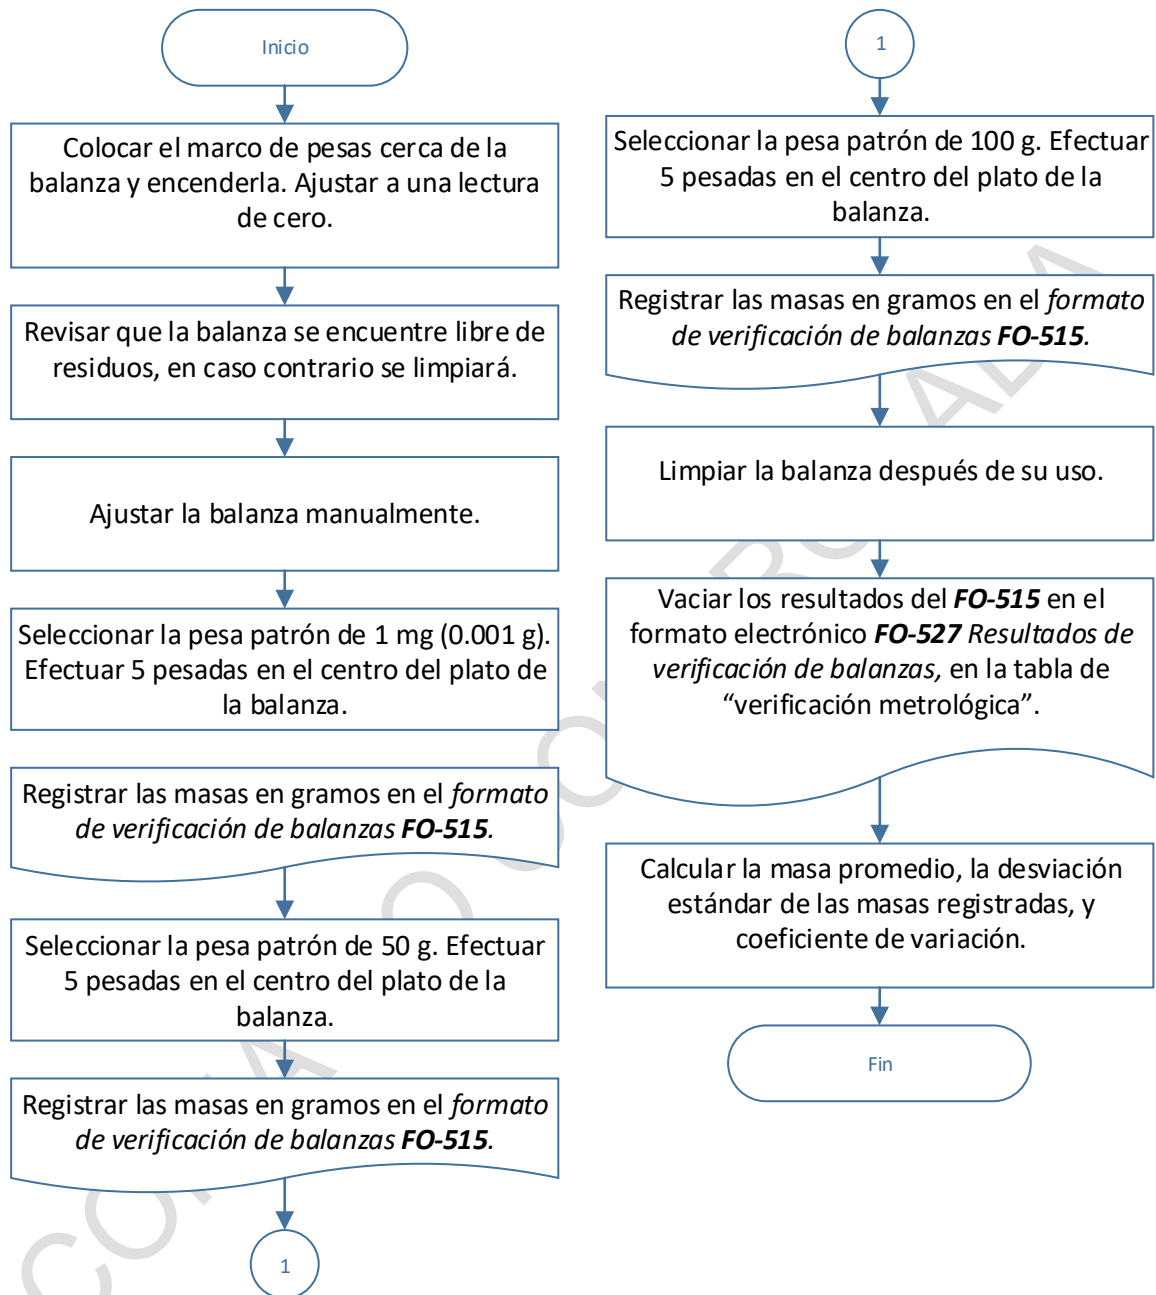 Inicio
Colocar el marco de pesas cerca de la
balanza y encenderla. Ajustar a una lectura
de cero.
Revisar que la balanza se encuentre libre de
residuos, en caso contrario se limpiará.
Ajustar la balanza manualmente.
Seleccionar la pesa patrón de 1 mg (0.001 g).
Efectuar 5 pesadas en el centro del plato de
la balanza.
Registrar las masas en gramos en el formato
de verificación de balanzas FO-515.
Seleccionar la pesa patrón de 50 g. Efectuar
5 pesadas en el centro del plato de la
balanza.
Registrar las masas en gramos en el formato
de verificación de balanzas FO-515.
1
1
Seleccionar la pesa patrón de 100 g. Efectuar
5 pesadas en el centro del plato de la
balanza.
Registrar las masas en gramos en el formato
de verificación de balanzas FO-515.
Limpiar la balanza después de su uso.
Vaciar los resultados del FO-515 en el
formato electrónico FO-527 Resultados de
verificación de balanzas, en la tabla de
“verificación metrológica”.
Calcular la masa promedio, la desviación
estándar de las masas registradas, y
coeficiente de variación.
Fin